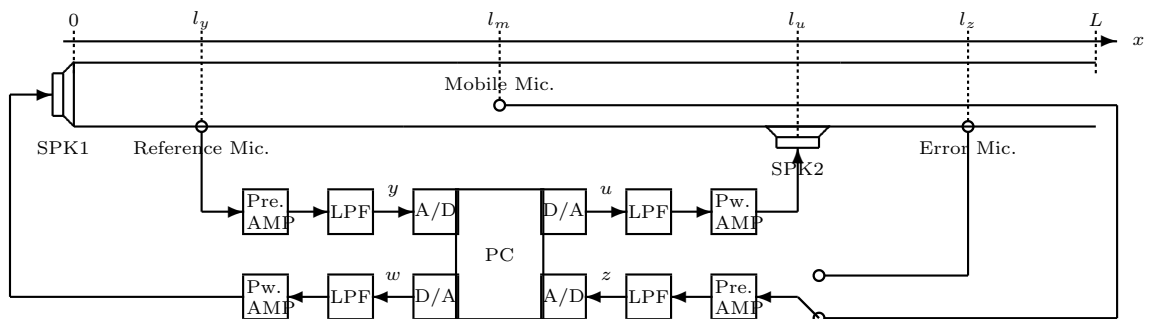 0 l_y l_m l_u l_z L
x
Mobile Mic.
SPK1 Reference Mic. Error Mic.
SPK2
y u
Pre. AMP LPF A/D D/A LPF Pw. AMP
PC
w z
Pw. AMP LPF D/A A/D LPF Pre. AMP